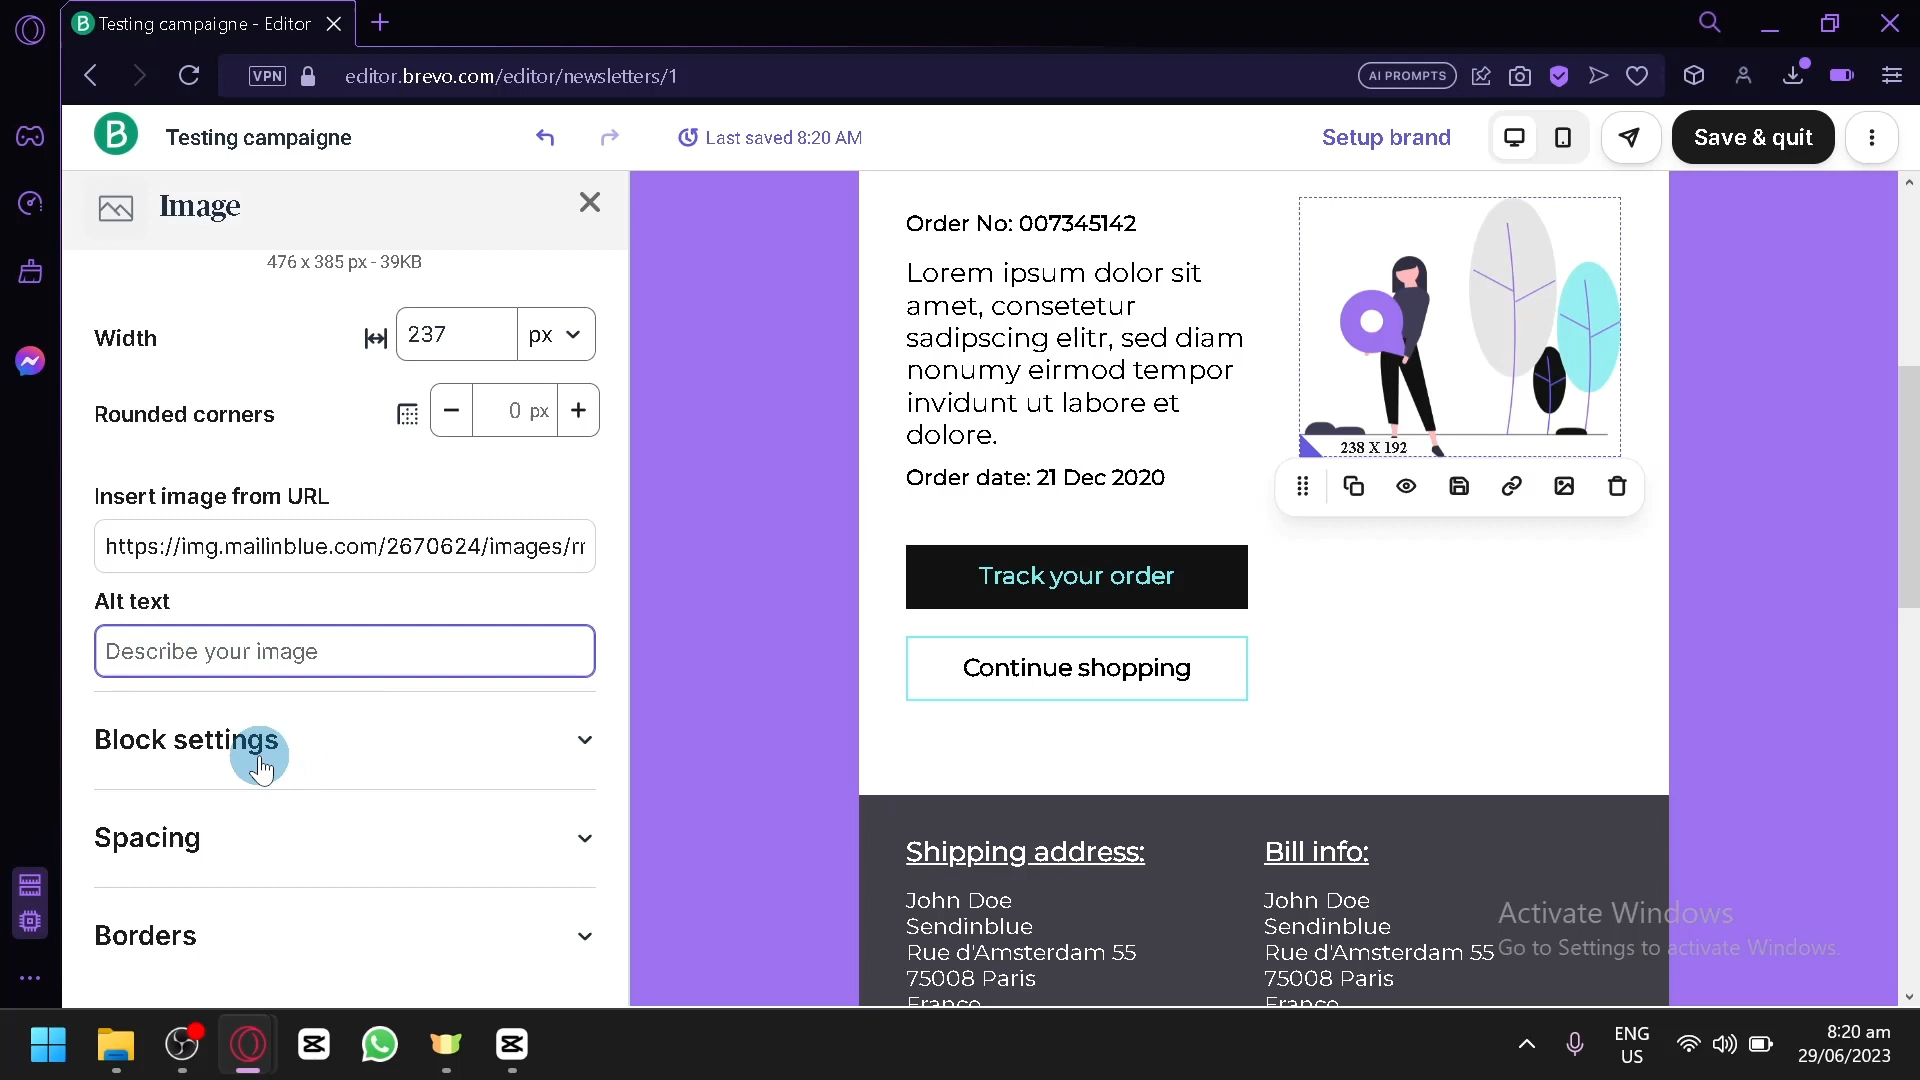 Testing campaigne - Editor
VPN
editor.brevo.com/editor/newsletters/1
AI PROMPTS
B
Testing campaigne
Last saved 8:20 AM
Setup brand
Save & quit
Image
476 x 385 px - 39KB
Width
237
px
Rounded corners
0 px
Insert image from URL
https://img.mailinblue.com/2670624/images/rr
Alt text
Describe your image
Block settings
Spacing
Borders
Order No: 007345142
Lorem ipsum dolor sit
amet, consetetur
sadipscing elitr, sed diam
nonumy eirmod tempor
invidunt ut labore et
dolore.
Order date: 21 Dec 2020
238 X 192
Track your order
Continue shopping
Shipping address:
John Doe
Sendinblue
Rue d'Amsterdam 55
75008 Paris
France
Bill info:
John Doe
Sendinblue
Rue d'Amsterdam 55
75008 Paris
France
Activate Windows
Go to Settings to activate Windows.
ENG
US
8:20 am
29/06/2023